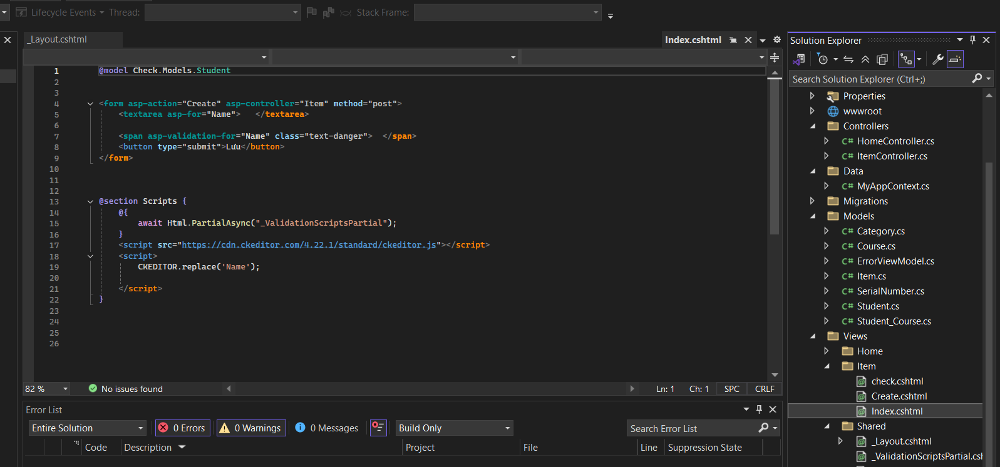 Lifecycle Events Thread: Stack Frame:
_Layout.cshtml
Index.cshtml
1 @model Check.Models.Student
2
3
4 <form asp-action="Create" asp-controller="Item" method="post">
5 <textarea asp-for="Name"> </textarea>
6
7 <span asp-validation-for="Name" class="text-danger"> </span>
8 <button type="submit">Lưu</button>
9 </form>
10
11
12
13 @section Scripts {
14 @{
15 await Html.PartialAsync("_ValidationScriptsPartial");
16 }
17 <script src="https://cdn.ckeditor.com/4.22.1/standard/ckeditor.js"></script>
18 <script>
19 CKEDITOR.replace('Name');
20
21 </script>
22 }
23
24
25
26
82 % No issues found Ln: 1 Ch: 1 SPC CRLF
Error List
Entire Solution 0 Errors 0 Warnings 0 Messages Build Only Search Error List
Code Description Project File Line Suppression State
Solution Explorer
Search Solution Explorer (Ctrl+;)
Properties
wwwroot
Controllers
C# HomeController.cs
C# ItemController.cs
Data
C# MyAppContext.cs
Migrations
Models
C# Category.cs
C# Course.cs
C# ErrorViewModel.cs
C# Item.cs
C# SerialNumber.cs
C# Student.cs
C# Student_Course.cs
Views
Home
Item
check.cshtml
Create.cshtml
Index.cshtml
Shared
_Layout.cshtml
_ValidationScriptsPartial.csh